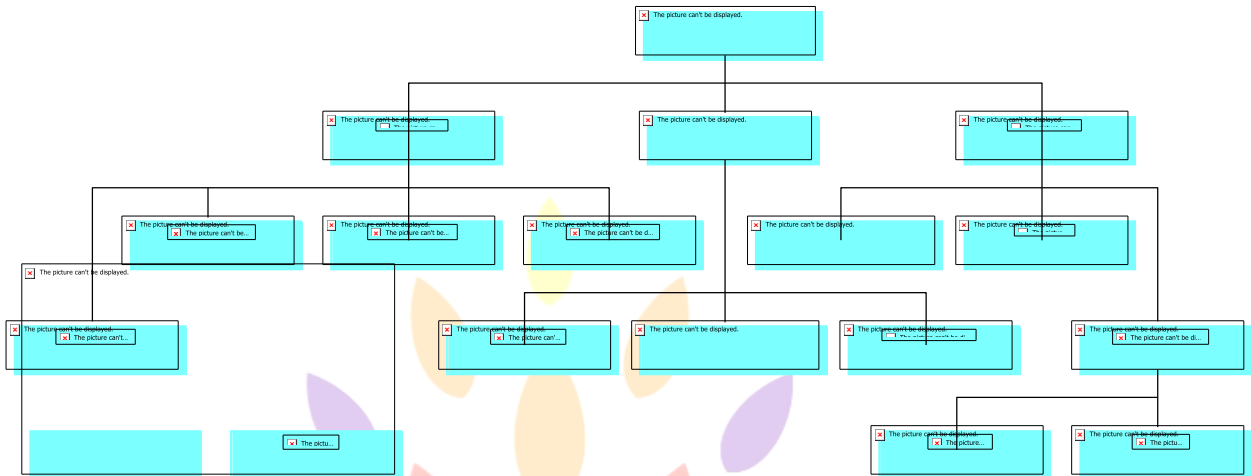 The picture can't be displayed.
The picture can't be displayed.
The picture can't be displayed.
The picture can't be displayed.
The picture can't be displayed.
The picture can't be...
The picture can't be displayed.
The picture can't be...
The picture can't be displayed.
The picture can't be d...
The picture can't be displayed.
The picture can't be displayed.
The picture can't be displayed.
The picture can't be displayed.
The picture can't...
The picture can't be displayed.
The picture can'...
The picture can't be displayed.
The picture can't be displayed.
The picture can't be displayed.
The picture can't be di...
The picture can't be displayed.
The picture...
The picture can't be displayed.
The pictu...
The pictu...